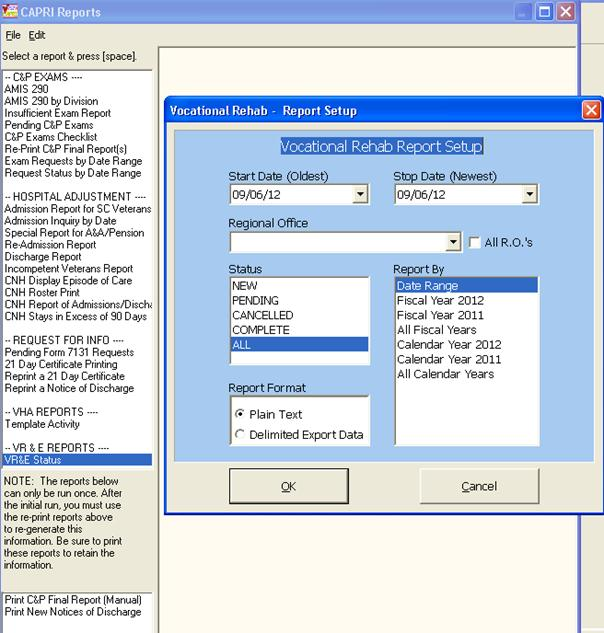 CAPRI Reports
File Edit
Select a report & press [space].
-- C&P EXAMS ----
AMIS 290
AMIS 290 by Division
Insufficient Exam Report
Pending C&P Exams
C&P Exams Checklist
Re-Print C&P Final Report(s)
Exam Requests by Date Range
Request Status by Date Range
-- HOSPITAL ADJUSTMENT ----
Admission Report for SC Veterans
Admission Inquiry by Date
Special Report for A&A/Pension
Re-Admission Report
Discharge Report
Incompetent Veterans Report
CNH Display Episode of Care
CNH Roster Print
CNH Report of Admissions/Discha
CNH Stays in Excess of 90 Days
-- REQUEST FOR INFO ----
Pending Form 7131 Requests
21 Day Certificate Printing
Reprint a 21 Day Certificate
Reprint a Notice of Discharge
-- VHA REPORTS ----
Template Activity
-- VR & E REPORTS ----
VR&E Status
NOTE: The reports below
can only be run once. After
the initial run, you must use
the re-print reports above
to re-generate this
information. Be sure to print
these reports to retain the
information.
Print C&P Final Report (Manual)
Print New Notices of Discharge
Vocational Rehab - Report Setup
Vocational Rehab Report Setup
Start Date (Oldest) Stop Date (Newest)
09/06/12 09/06/12
Regional Office
All R.O.'s
Status
NEW
PENDING
CANCELLED
COMPLETE
ALL
Report By
Date Range
Fiscal Year 2012
Fiscal Year 2011
All Fiscal Years
Calendar Year 2012
Calendar Year 2011
All Calendar Years
Report Format
Plain Text
Delimited Export Data
OK Cancel